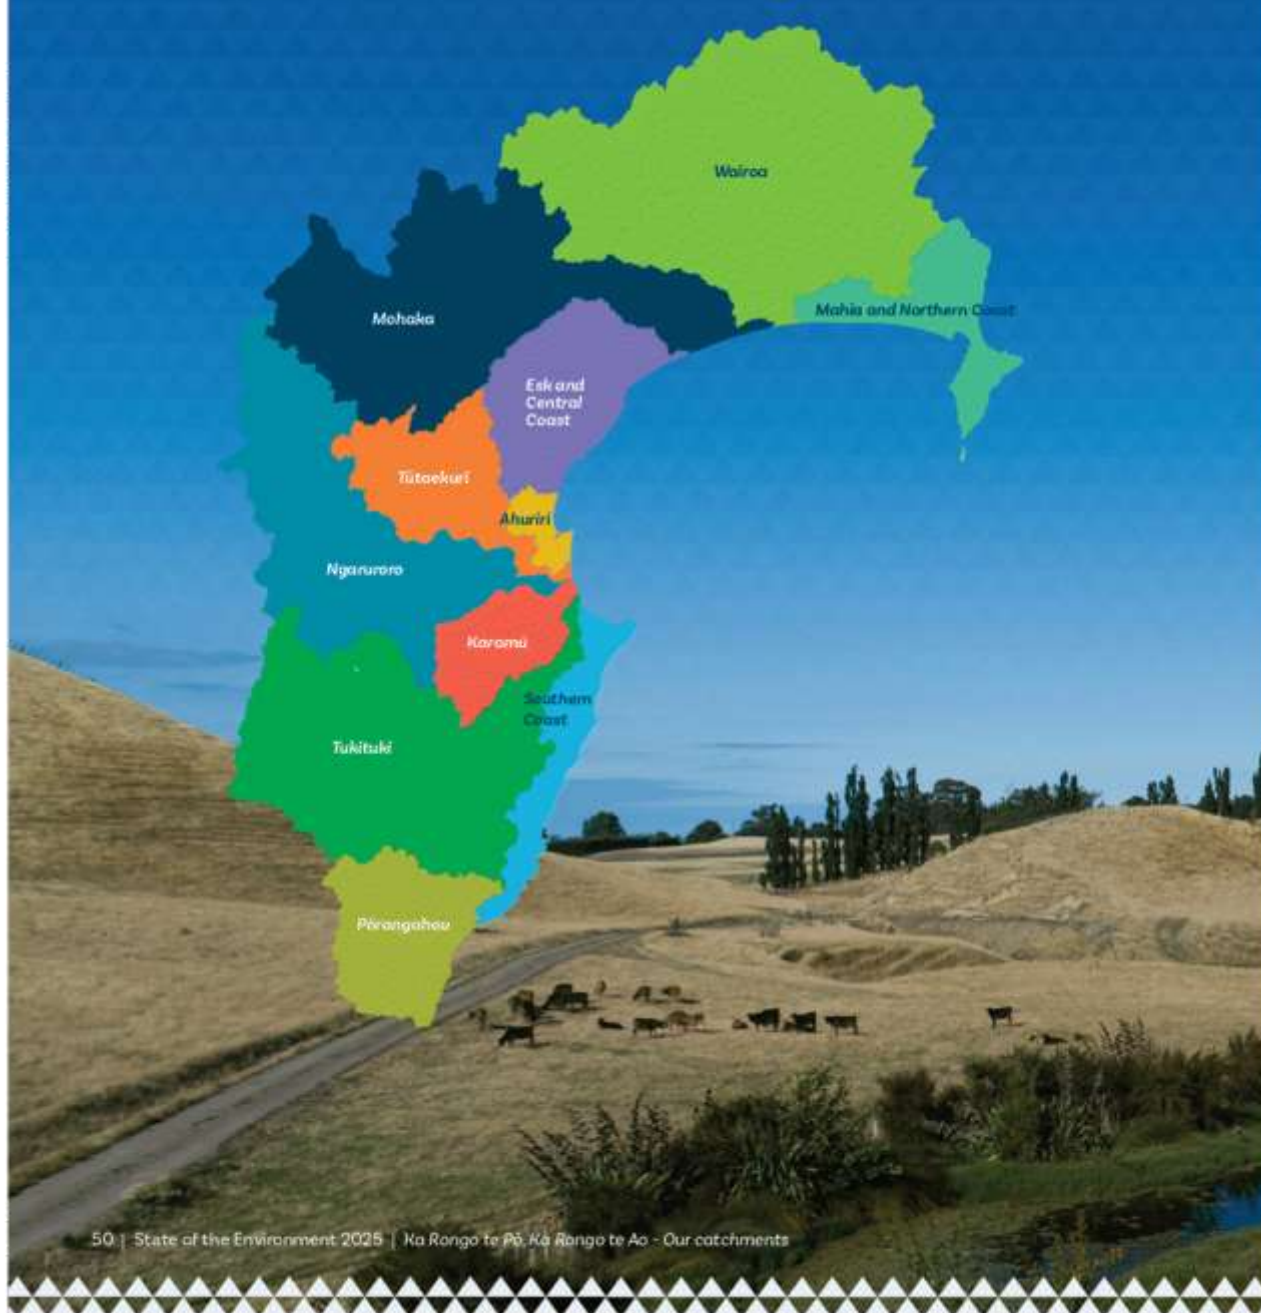 Wairoa
Mahia and Northern Coast
Mohaka
Esk and
Central
Coast
Tūtaekurī
Ahuriri
Ngaruroro
Karamū
Southern
Coast
Tukituki
Pōrangahau
50 | State of the Environment 2025 | Ka Rongo te Pō, Ka Rongo te Ao - Our catchments